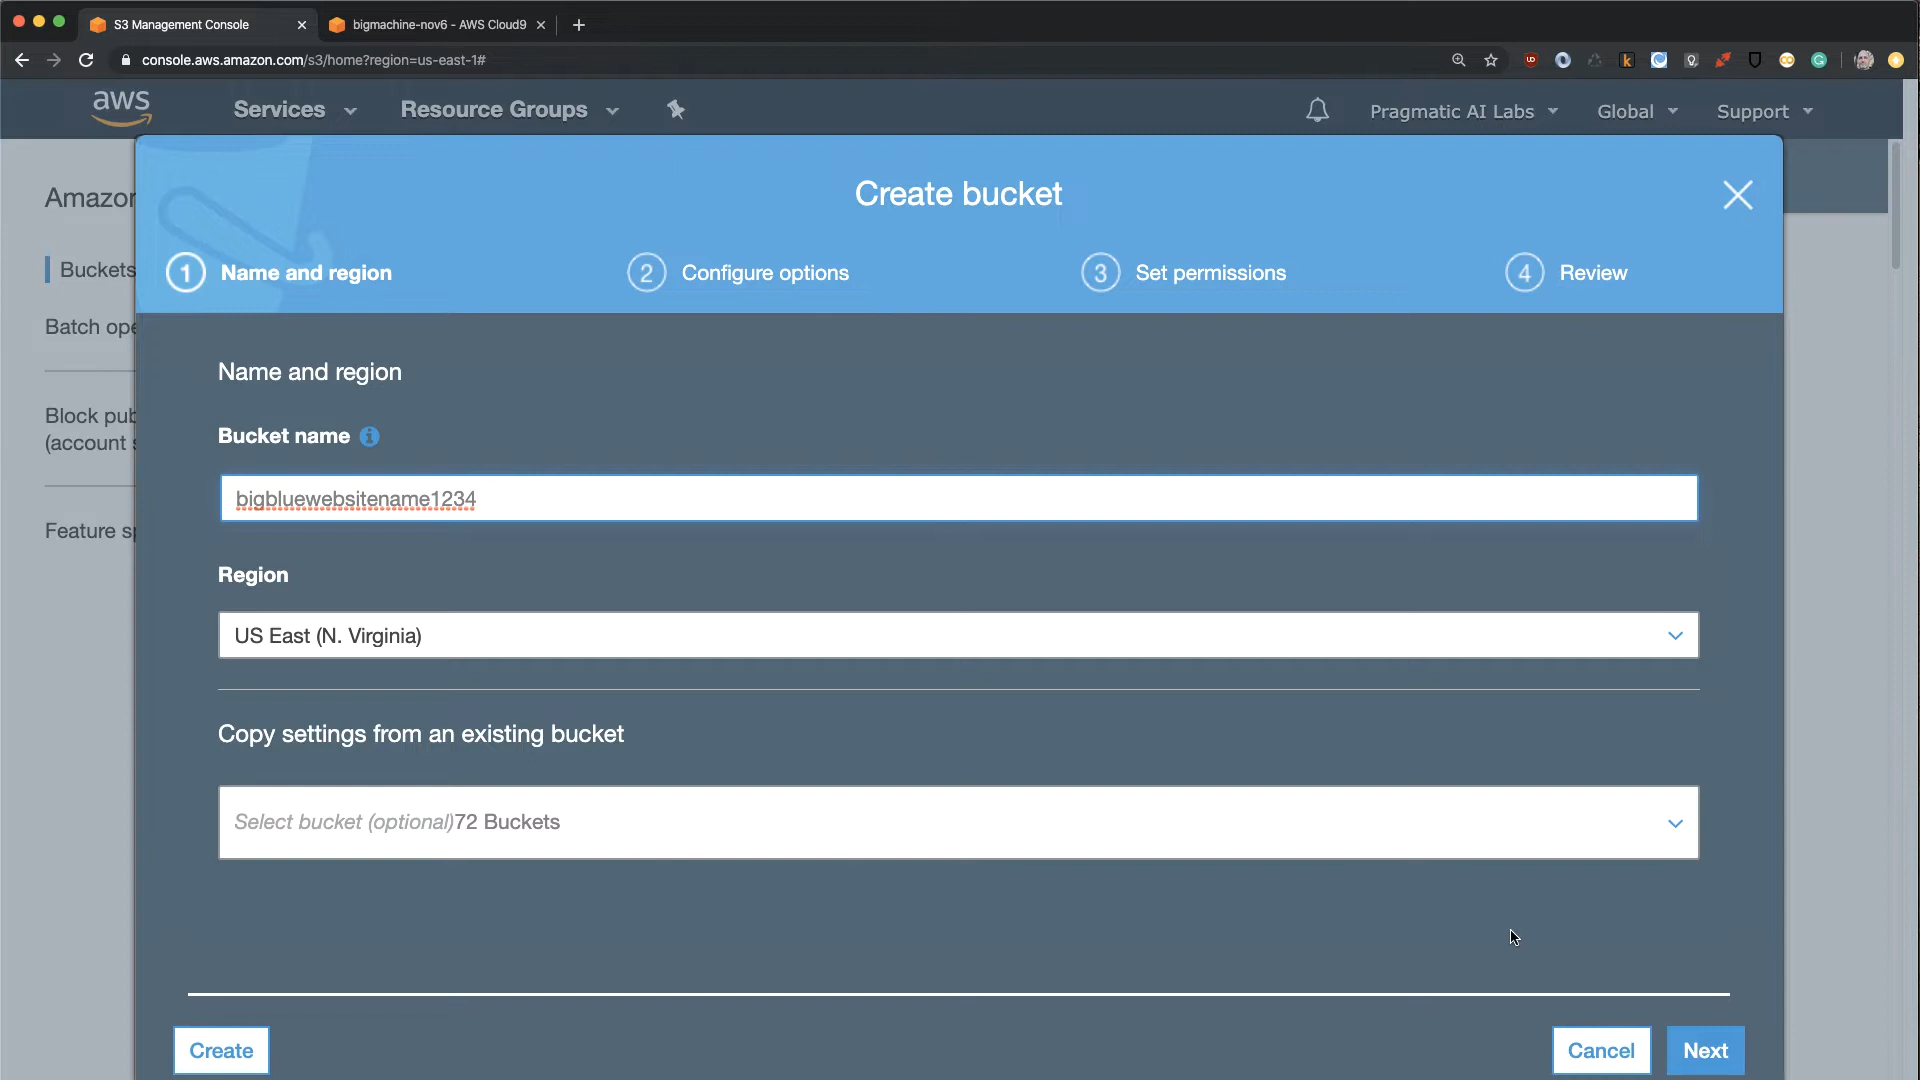 S3 Management Console
bigmachine-nov6 - AWS Cloud9
console.aws.amazon.com/s3/home?region=us-east-1#
aws
Services
Resource Groups
Pragmatic AI Labs
Global
Support
Create bucket
1 Name and region
2 Configure options
3 Set permissions
4 Review
Amazon
Buckets
Batch ope
Block pub
(account s
Feature sp
Name and region
Bucket name
bigbluewebsitename1234
Region
US East (N. Virginia)
Copy settings from an existing bucket
Select bucket (optional)72 Buckets
Create
Cancel
Next